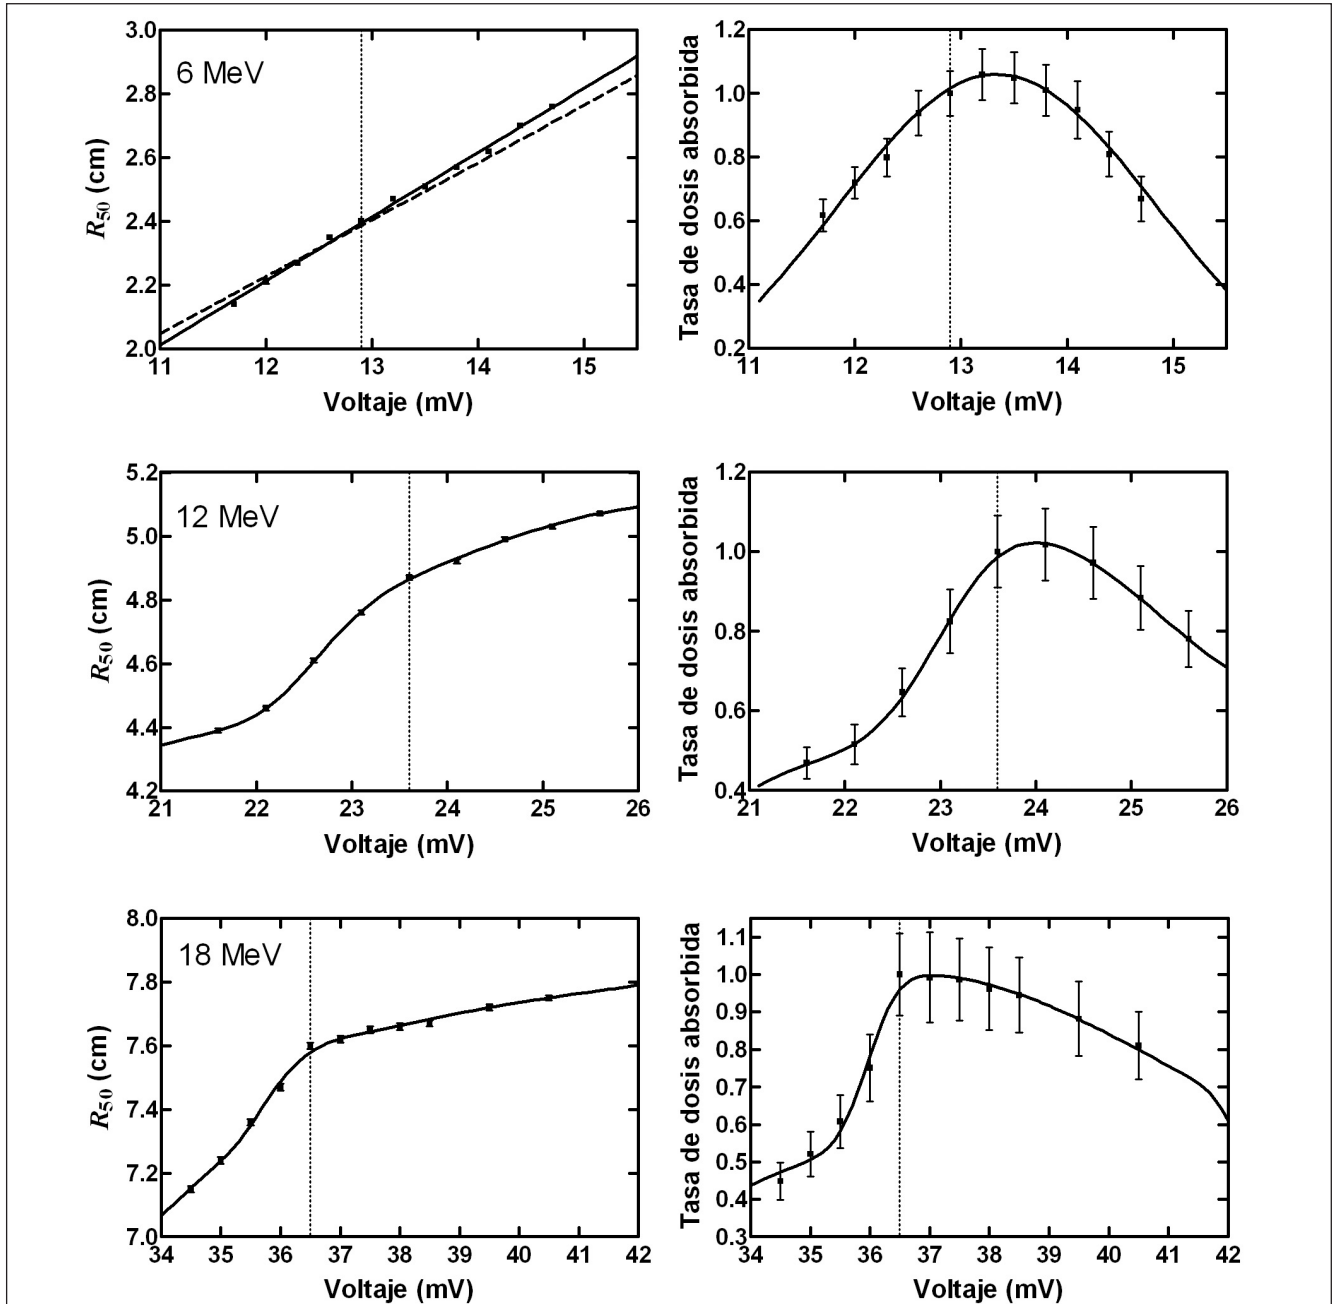 3.0
2.8
2.6
2.4
2.2
2.0
R50 (cm)
6 MeV
11 12 13 14 15
Voltaje (mV)
1.2
1.0
0.8
0.6
0.4
0.2
Tasa de dosis absorbida
11 12 13 14 15
Voltaje (mV)
5.2
5.0
4.8
4.6
4.4
4.2
R50 (cm)
12 MeV
21 22 23 24 25 26
Voltaje (mV)
1.2
1.0
0.8
0.6
0.4
Tasa de dosis absorbida
21 22 23 24 25 26
Voltaje (mV)
8.0
7.8
7.6
7.4
7.2
7.0
R50 (cm)
18 MeV
34 35 36 37 38 39 40 41 42
Voltaje (mV)
1.1
1.0
0.9
0.8
0.7
0.6
0.5
0.4
0.3
Tasa de dosis absorbida
34 35 36 37 38 39 40 41 42
Voltaje (mV)